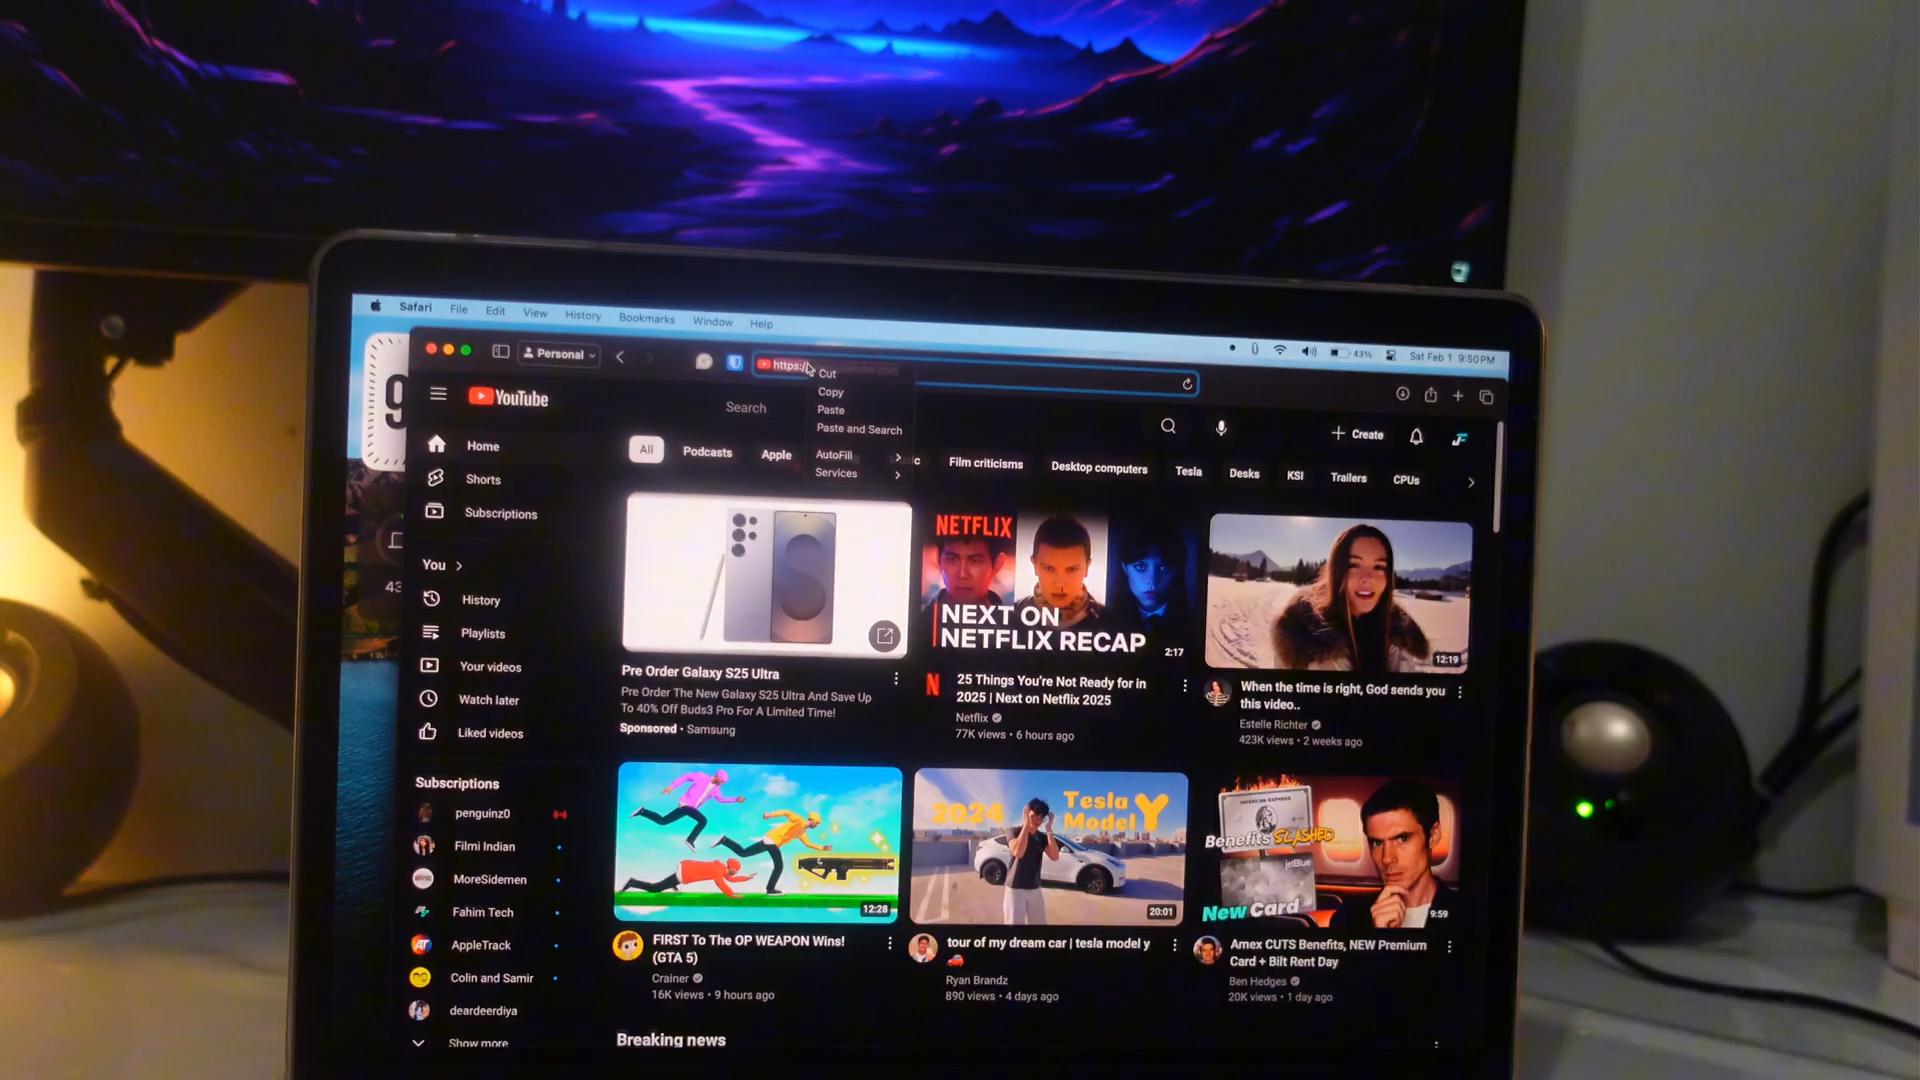 Safari File Edit View History Bookmarks Window Help
43% Sat Feb 1 9:50PM
9
Personal
https://
Cut
Copy
Paste
Paste and Search
AutoFill
Services
YouTube
Search
Create
Home
Shorts
Subscriptions
You
History
Playlists
Your videos
Watch later
Liked videos
Subscriptions
penguinz0
Filmi Indian
MoreSidemen
Fahim Tech
AppleTrack
Colin and Samir
deardeerdiya
Show more
43
All Podcasts Apple Film criticisms Desktop computers Tesla Desks KSI Trailers CPUs
Pre Order Galaxy S25 Ultra
Pre Order The New Galaxy S25 Ultra And Save Up
To 40% Off Buds3 Pro For A Limited Time!
Sponsored • Samsung
NETFLIX
NEXT ON
NETFLIX RECAP
2:17
N
25 Things You're Not Ready for in
2025 | Next on Netflix 2025
Netflix
77K views • 6 hours ago
12:19
When the time is right, God sends you
this video..
Estelle Richter
423K views • 2 weeks ago
12:28
FIRST To The OP WEAPON Wins!
(GTA 5)
Crainer
16K views • 9 hours ago
2024
Tesla
Model Y
20:01
tour of my dream car | tesla model y
Ryan Brandz
890 views • 4 days ago
AMERICAN EXPRESS
Benefits SLASHED
jetBlue
New Card
9:59
Amex CUTS Benefits, NEW Premium
Card + Bilt Rent Day
Ben Hedges
20K views • 1 day ago
Breaking news